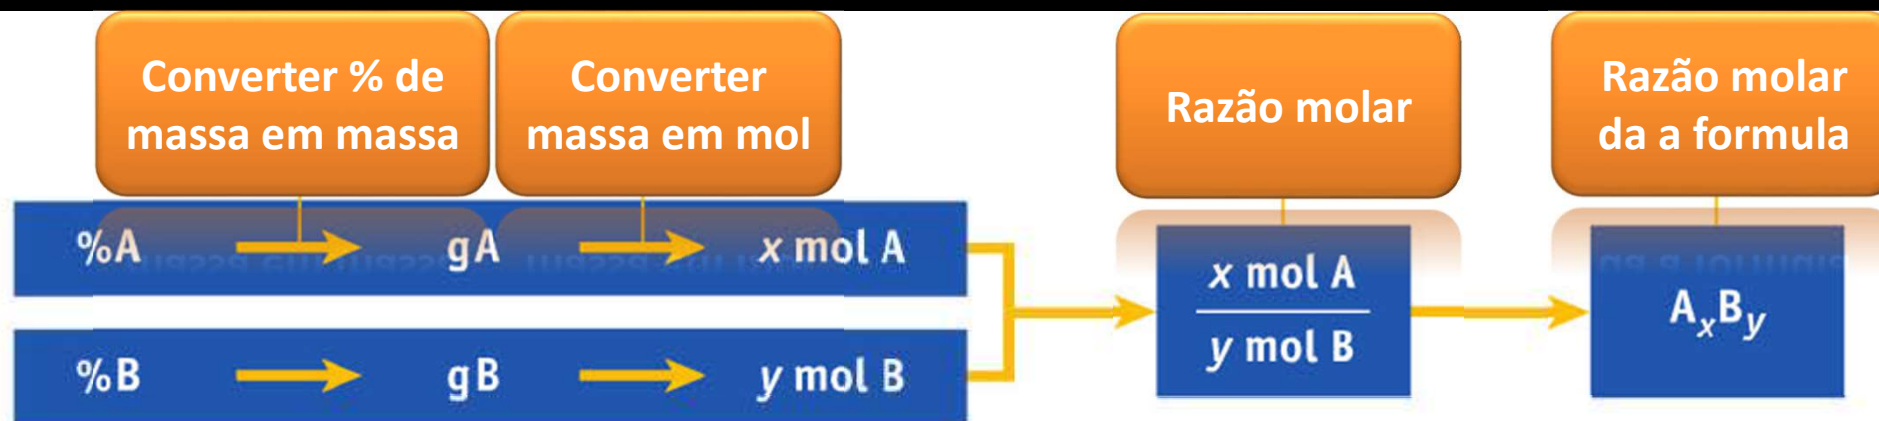 Converter % de
massa em massa
Converter
massa em mol
Razão molar
Razão molar
da a formula
%A gA x mol A
%B gB y mol B
x mol A
y mol B
AₓBᵧ